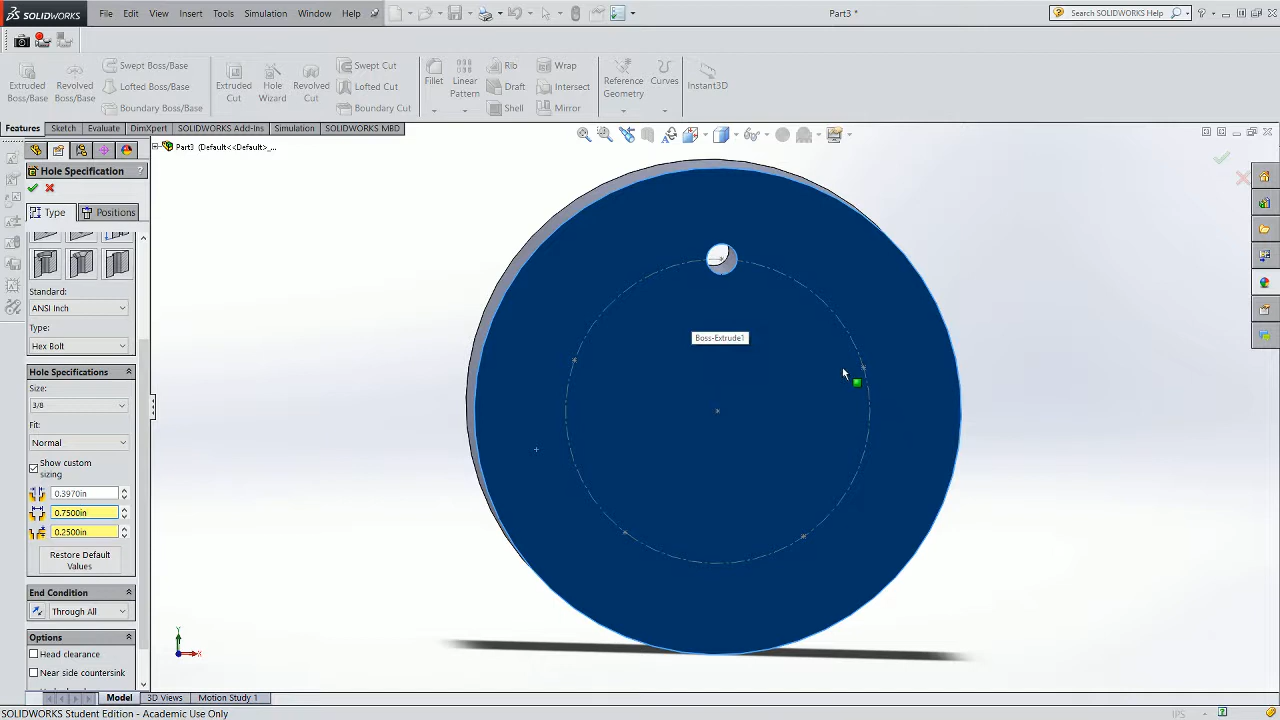 SOLIDWORKS File Edit View Insert Tools Simulation Window Help Part3 * Search SOLIDWORKS Help
Extruded Boss/Base
Revolved Boss/Base
Swept Boss/Base
Lofted Boss/Base
Boundary Boss/Base
Extruded Cut
Hole Wizard
Revolved Cut
Swept Cut
Lofted Cut
Boundary Cut
Fillet
Linear Pattern
Rib
Draft
Shell
Wrap
Intersect
Mirror
Reference Geometry
Curves
Instant3D
Features Sketch Evaluate DimXpert SOLIDWORKS Add-Ins Simulation SOLIDWORKS MBD
Part3 (Default<<Default>_...
Hole Specification ?
Type Positions
Standard:
ANSI Inch
Type:
Hex Bolt
Hole Specifications
Size:
3/8
Fit:
Normal
Show custom
sizing
0.3970in
0.7500in
0.2500in
Restore Default
Values
End Condition
Through All
Options
Head clearance
Near side countersink
Boss-Extrude1
Y
X
Model 3D Views Motion Study 1
SOLIDWORKS Student Edition - Academic Use Only IPS